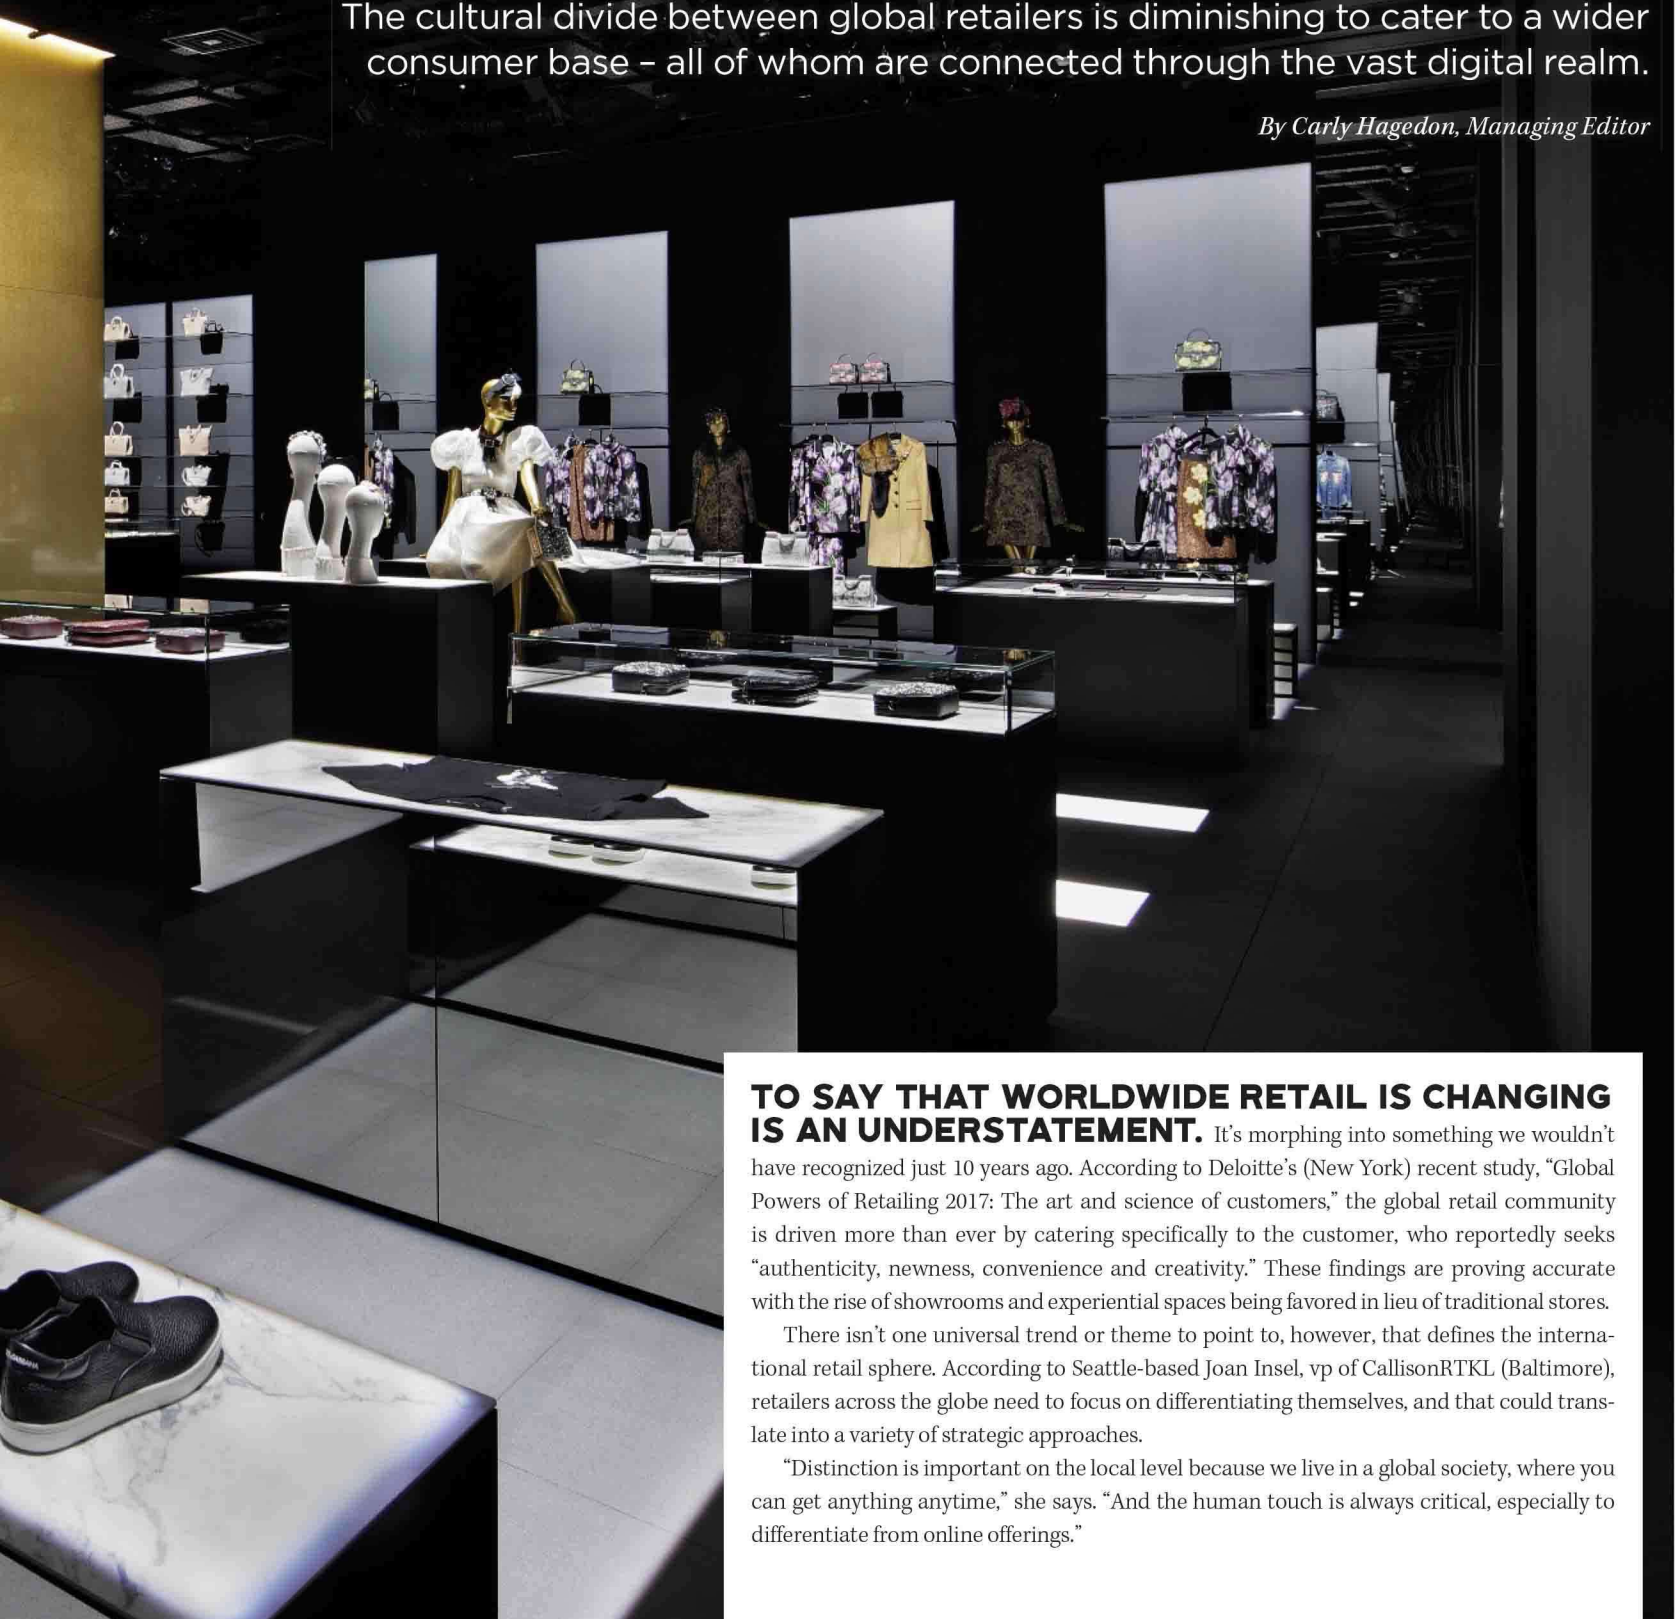 The cultural divide between global retailers is diminishing to cater to a wider
consumer base – all of whom are connected through the vast digital realm.
By Carly Hagedon, Managing Editor
TO SAY THAT WORLDWIDE RETAIL IS CHANGING
IS AN UNDERSTATEMENT. It’s morphing into something we wouldn’t
have recognized just 10 years ago. According to Deloitte’s (New York) recent study, “Global
Powers of Retailing 2017: The art and science of customers,” the global retail community
is driven more than ever by catering specifically to the customer, who reportedly seeks
“authenticity, newness, convenience and creativity.” These findings are proving accurate
with the rise of showrooms and experiential spaces being favored in lieu of traditional stores.
There isn’t one universal trend or theme to point to, however, that defines the interna-
tional retail sphere. According to Seattle-based Joan Insel, vp of CallisonRTKL (Baltimore),
retailers across the globe need to focus on differentiating themselves, and that could trans-
late into a variety of strategic approaches.
“Distinction is important on the local level because we live in a global society, where you
can get anything anytime,” she says. “And the human touch is always critical, especially to
differentiate from online offerings.”